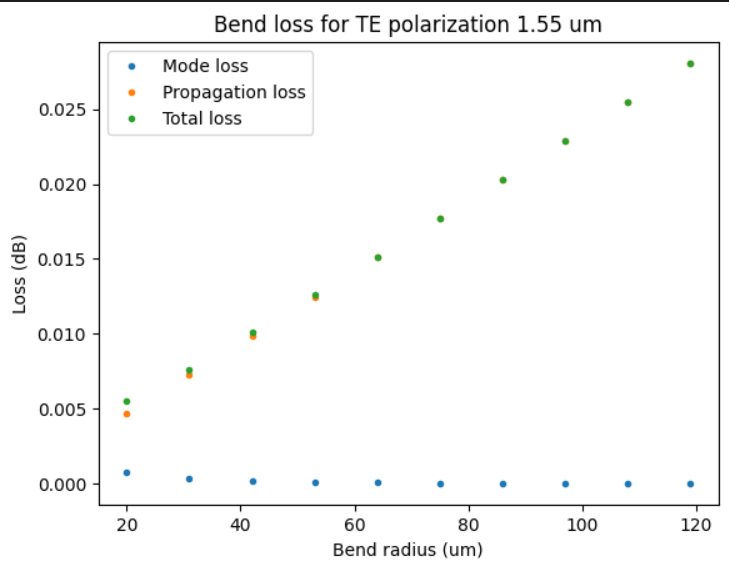 Bend loss for TE polarization 1.55 um
Mode loss
Propagation loss
Total loss
0.025
0.020
0.015
0.010
0.005
0.000
Loss (dB)
20 40 60 80 100 120
Bend radius (um)